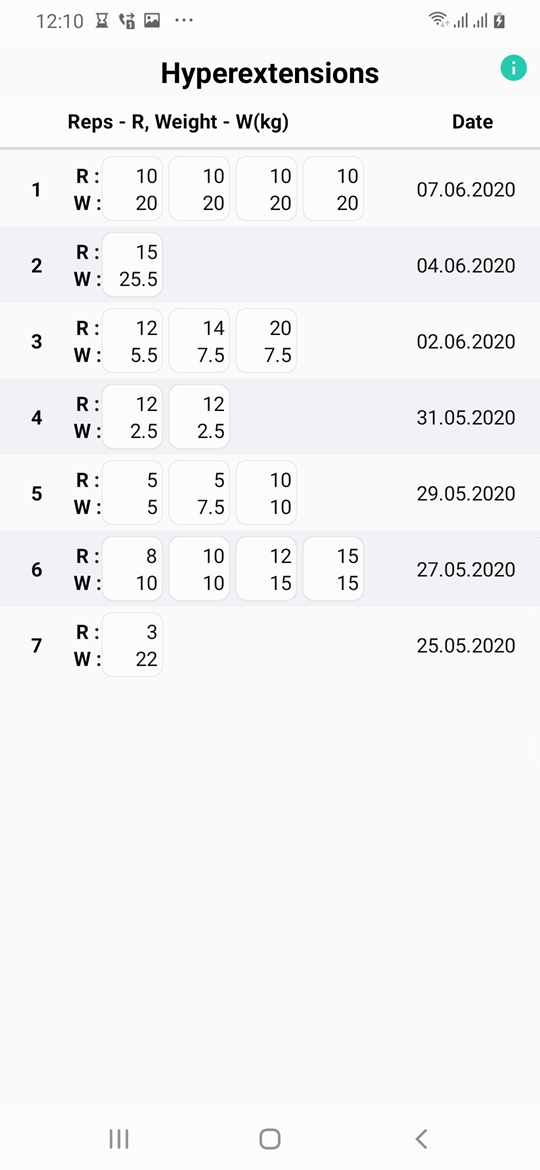 12:10
Hyperextensions
i
Reps - R, Weight - W(kg) Date
1 R : 10 10 10 10 07.06.2020
W : 20 20 20 20
2 R : 15 04.06.2020
W : 25.5
3 R : 12 14 20 02.06.2020
W : 5.5 7.5 7.5
4 R : 12 12 31.05.2020
W : 2.5 2.5
5 R : 5 5 10 29.05.2020
W : 5 7.5 10
6 R : 8 10 12 15 27.05.2020
W : 10 10 15 15
7 R : 3 25.05.2020
W : 22